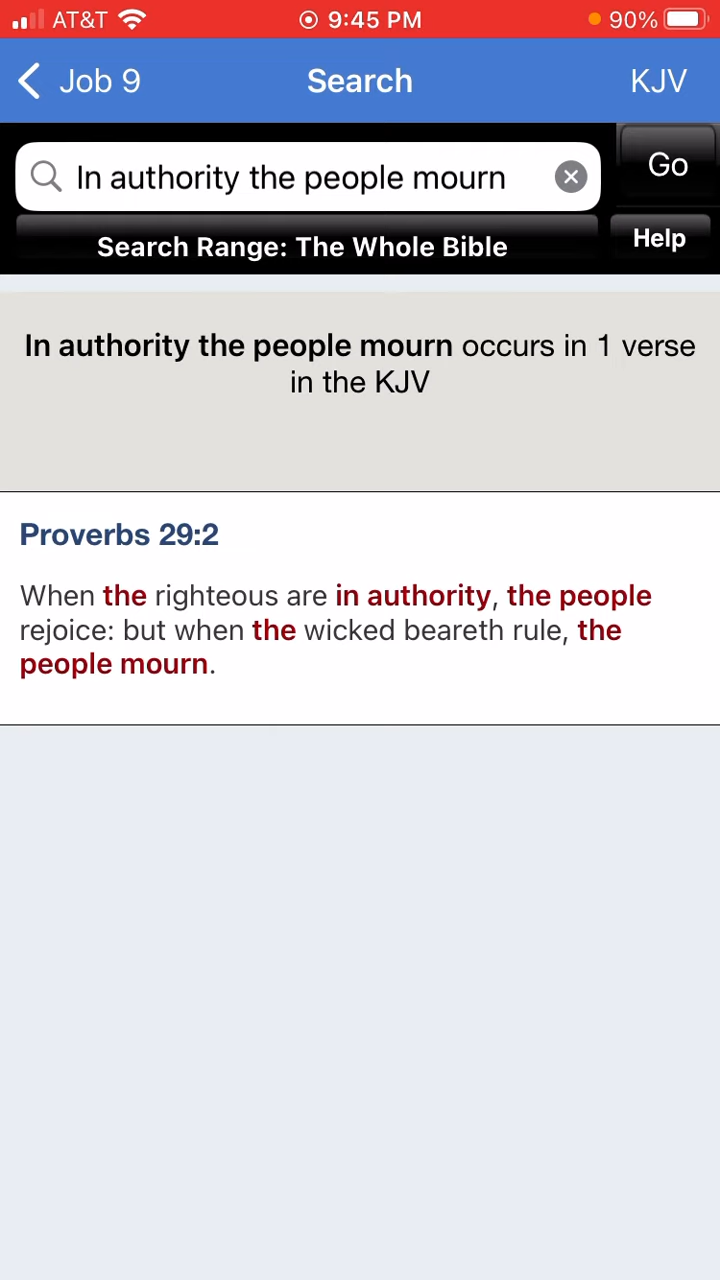 AT&T 9:45 PM 90%
Job 9 Search KJV
In authority the people mourn Go
Search Range: The Whole Bible Help
In authority the people mourn occurs in 1 verse
in the KJV
Proverbs 29:2
When the righteous are in authority, the people
rejoice: but when the wicked beareth rule, the
people mourn.